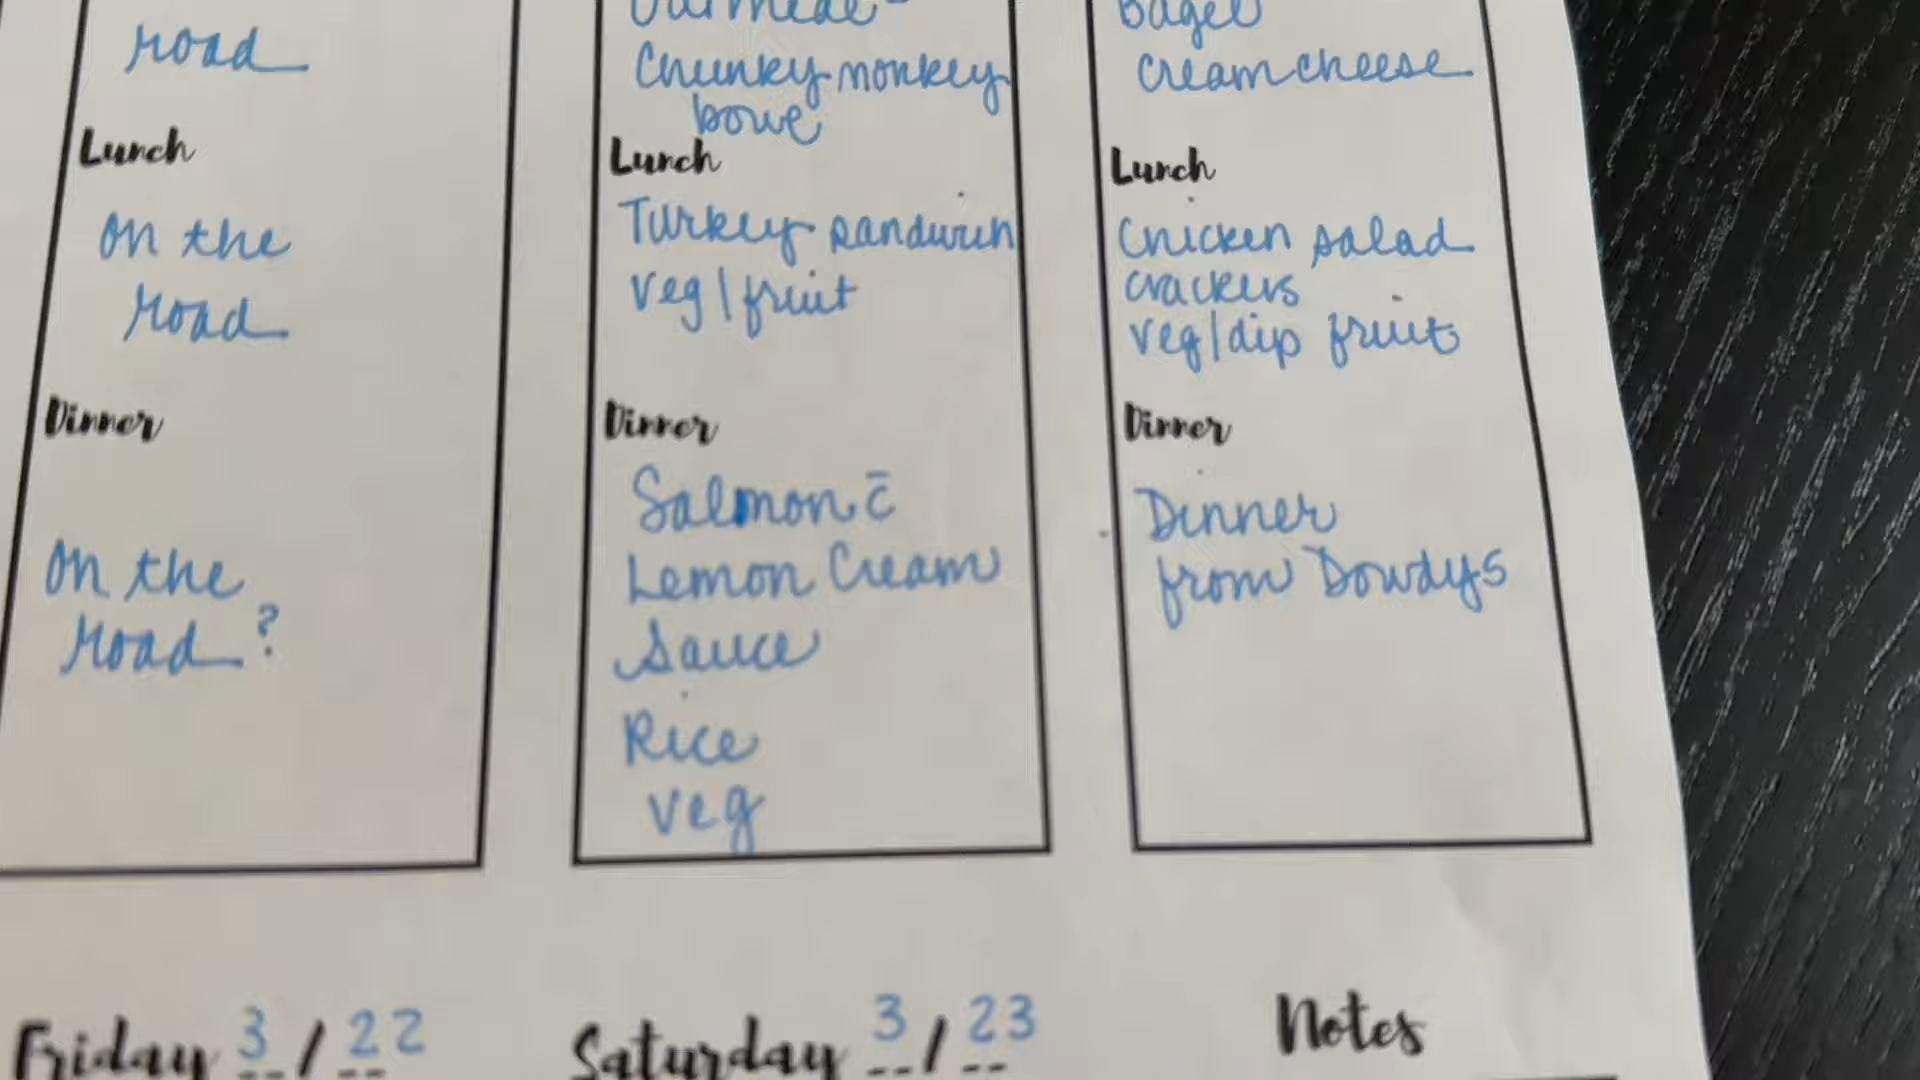 road
Lunch
on the
road
Dinner
on the
road?
Oatmeal-
Chunky monkey
bowl
Lunch
Turkey sandwich
veg/fruit
Dinner
Salmon c̄
Lemon Cream
Sauce
Rice
veg
Bagel
cream cheese
Lunch
Chicken salad
crackers
veg/dip fruit
Dinner
Dinner
from Dowdys
Friday 3/22
Saturday 3/23
Notes